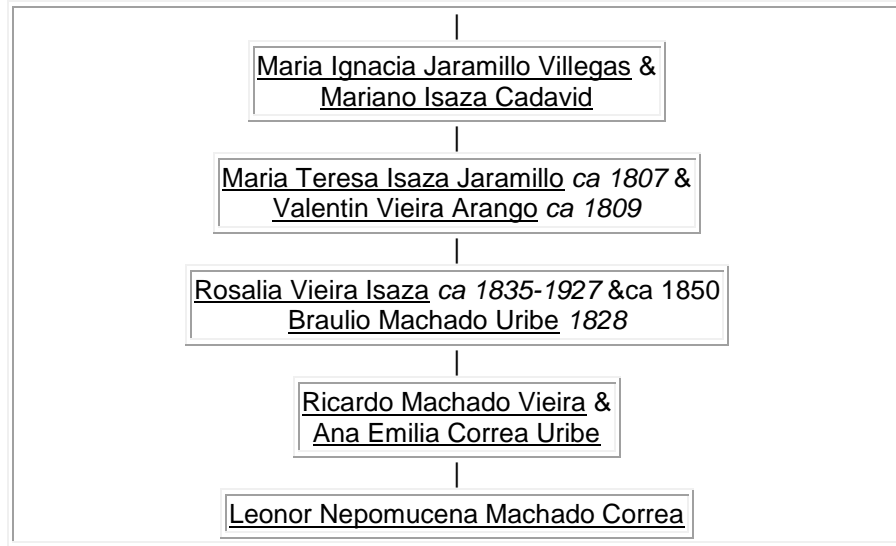 Maria Ignacia Jaramillo Villegas &
Mariano Isaza Cadavid
Maria Teresa Isaza Jaramillo ca 1807 &
Valentin Vieira Arango ca 1809
Rosalia Vieira Isaza ca 1835-1927 &ca 1850
Braulio Machado Uribe 1828
Ricardo Machado Vieira &
Ana Emilia Correa Uribe
Leonor Nepomucena Machado Correa